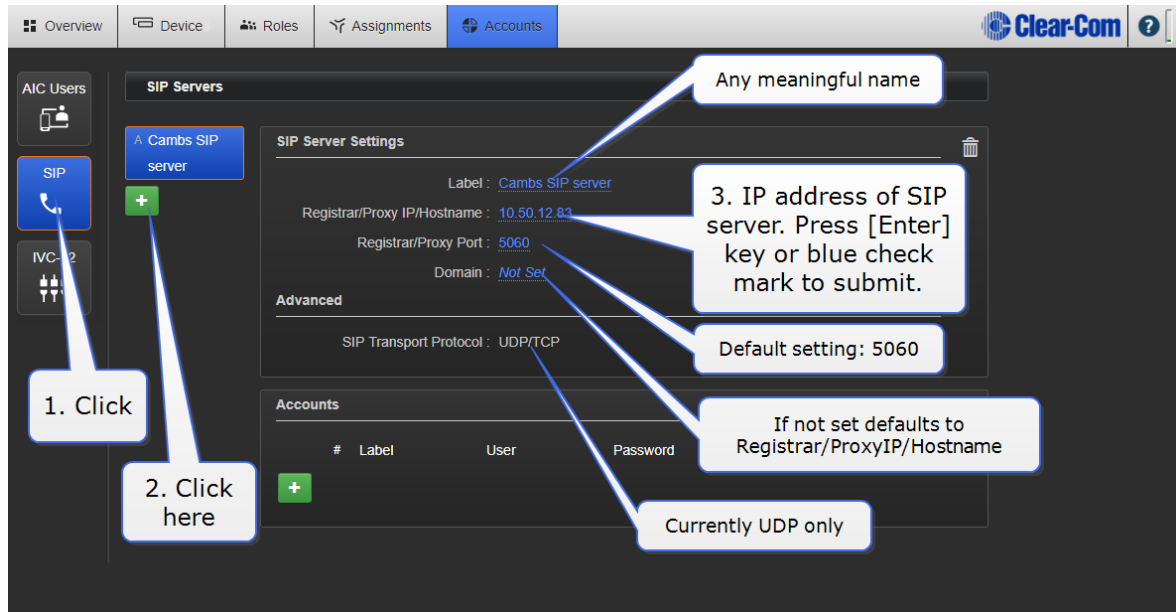 Overview
Device
Roles
Assignments
Accounts
Clear-Com
?
AIC Users
SIP
SIP Servers
A Cambs SIP
server
+
SIP Server Settings
Label : Cambs SIP server
Registrar/Proxy IP/Hostname : 10.50.12.83
Registrar/Proxy Port : 5060
Domain : Not Set
Advanced
SIP Transport Protocol : UDP/TCP
Accounts
# Label User Password
+
Any meaningful name
3. IP address of SIP
server. Press [Enter]
key or blue check
mark to submit.
Default setting: 5060
If not set defaults to
Registrar/ProxyIP/Hostname
Currently UDP only
1. Click
2. Click
here